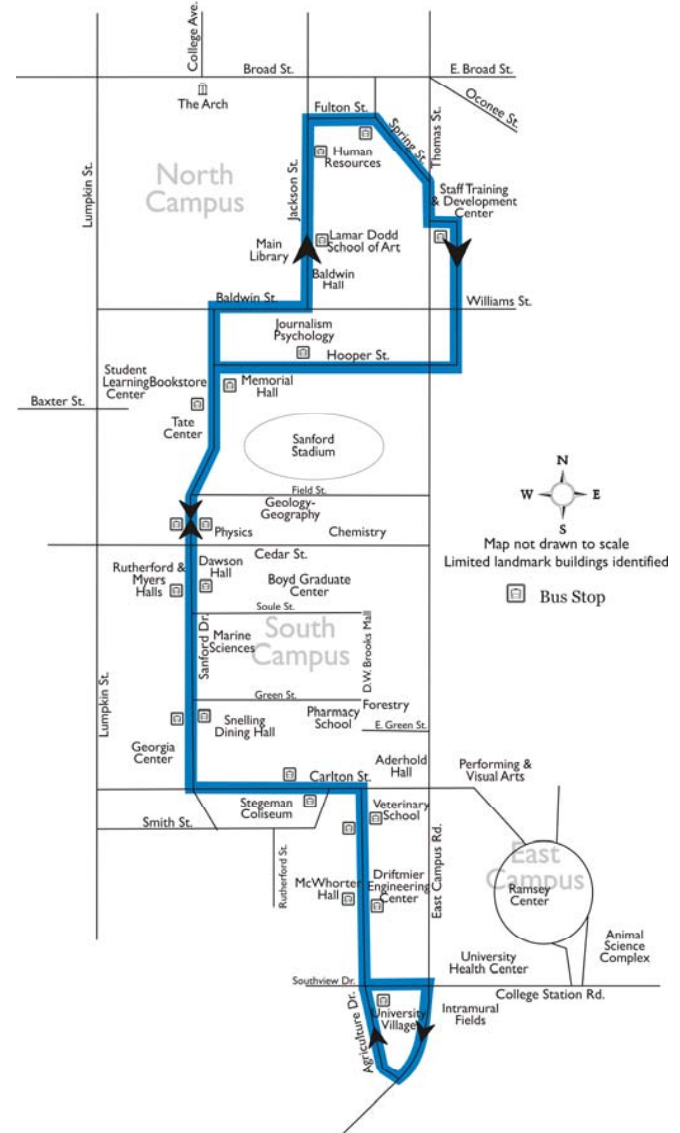 College Ave.
Broad St.
E. Broad St.
The Arch
Oconee St.
Fulton St.
Spring St.
Thomas St.
Human
Resources
Lumpkin St.
North
Campus
Jackson St.
Staff Training
& Development
Center
Lamar Dodd
School of Art
Main
Library
Baldwin
Hall
Baldwin St.
Williams St.
Journalism
Psychology
Hooper St.
Student
Learning
Center
Bookstore
Memorial
Hall
Baxter St.
Tate
Center
Sanford
Stadium
N
W
E
S
Field St.
Geology-
Geography
Physics
Chemistry
Map not drawn to scale
Limited landmark buildings identified
Cedar St.
Rutherford &
Myers
Halls
Dawson
Hall
Boyd Graduate
Center
Bus Stop
Soule St.
South
Campus
Sanford Dr.
Marine
Sciences
D.W. Brooks Mall
Lumpkin St.
Green St.
Forestry
Pharmacy
School
E. Green St.
Snelling
Dining Hall
Georgia
Center
Aderhold
Hall
Performing &
Visual Arts
Carlton St.
Stegeman
Coliseum
Veterinary
School
Smith St.
Rutherford St.
East Campus Rd.
East
Campus
Ramsey
Center
McWhorter
Hall
Driftmier
Engineering
Center
Animal
Science
Complex
University
Health Center
Southview Dr.
College Station Rd.
Agriculture Dr.
University
Village
Intramural
Fields